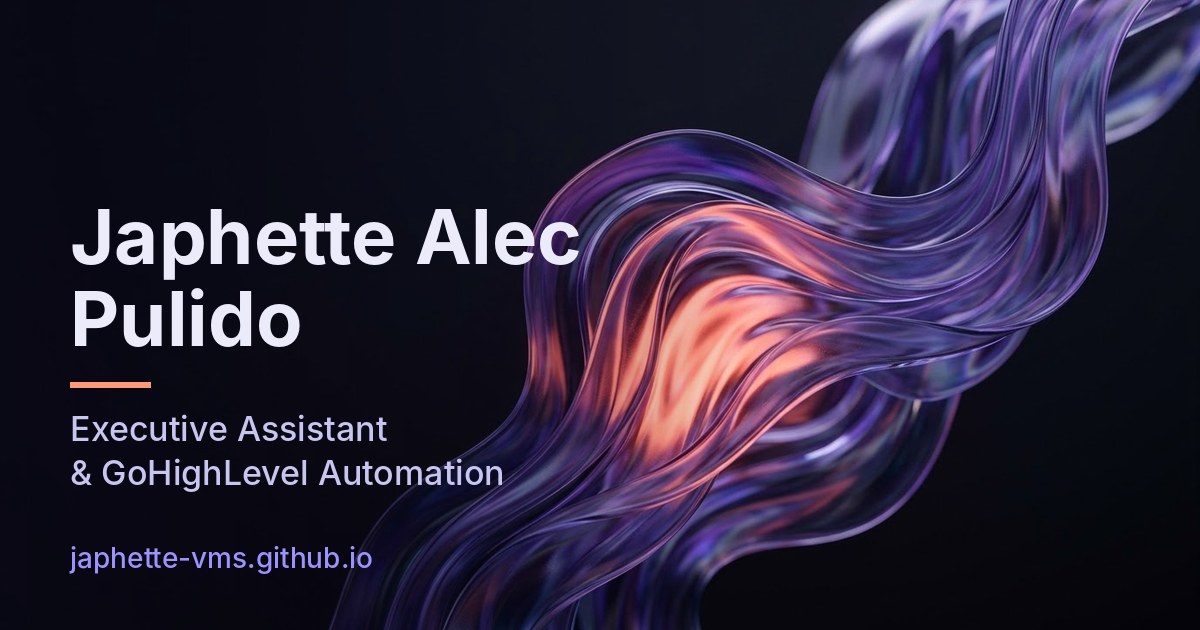 Japhette Alec
Pulido
Executive Assistant
& GoHighLevel Automation
japhette-vms.github.io